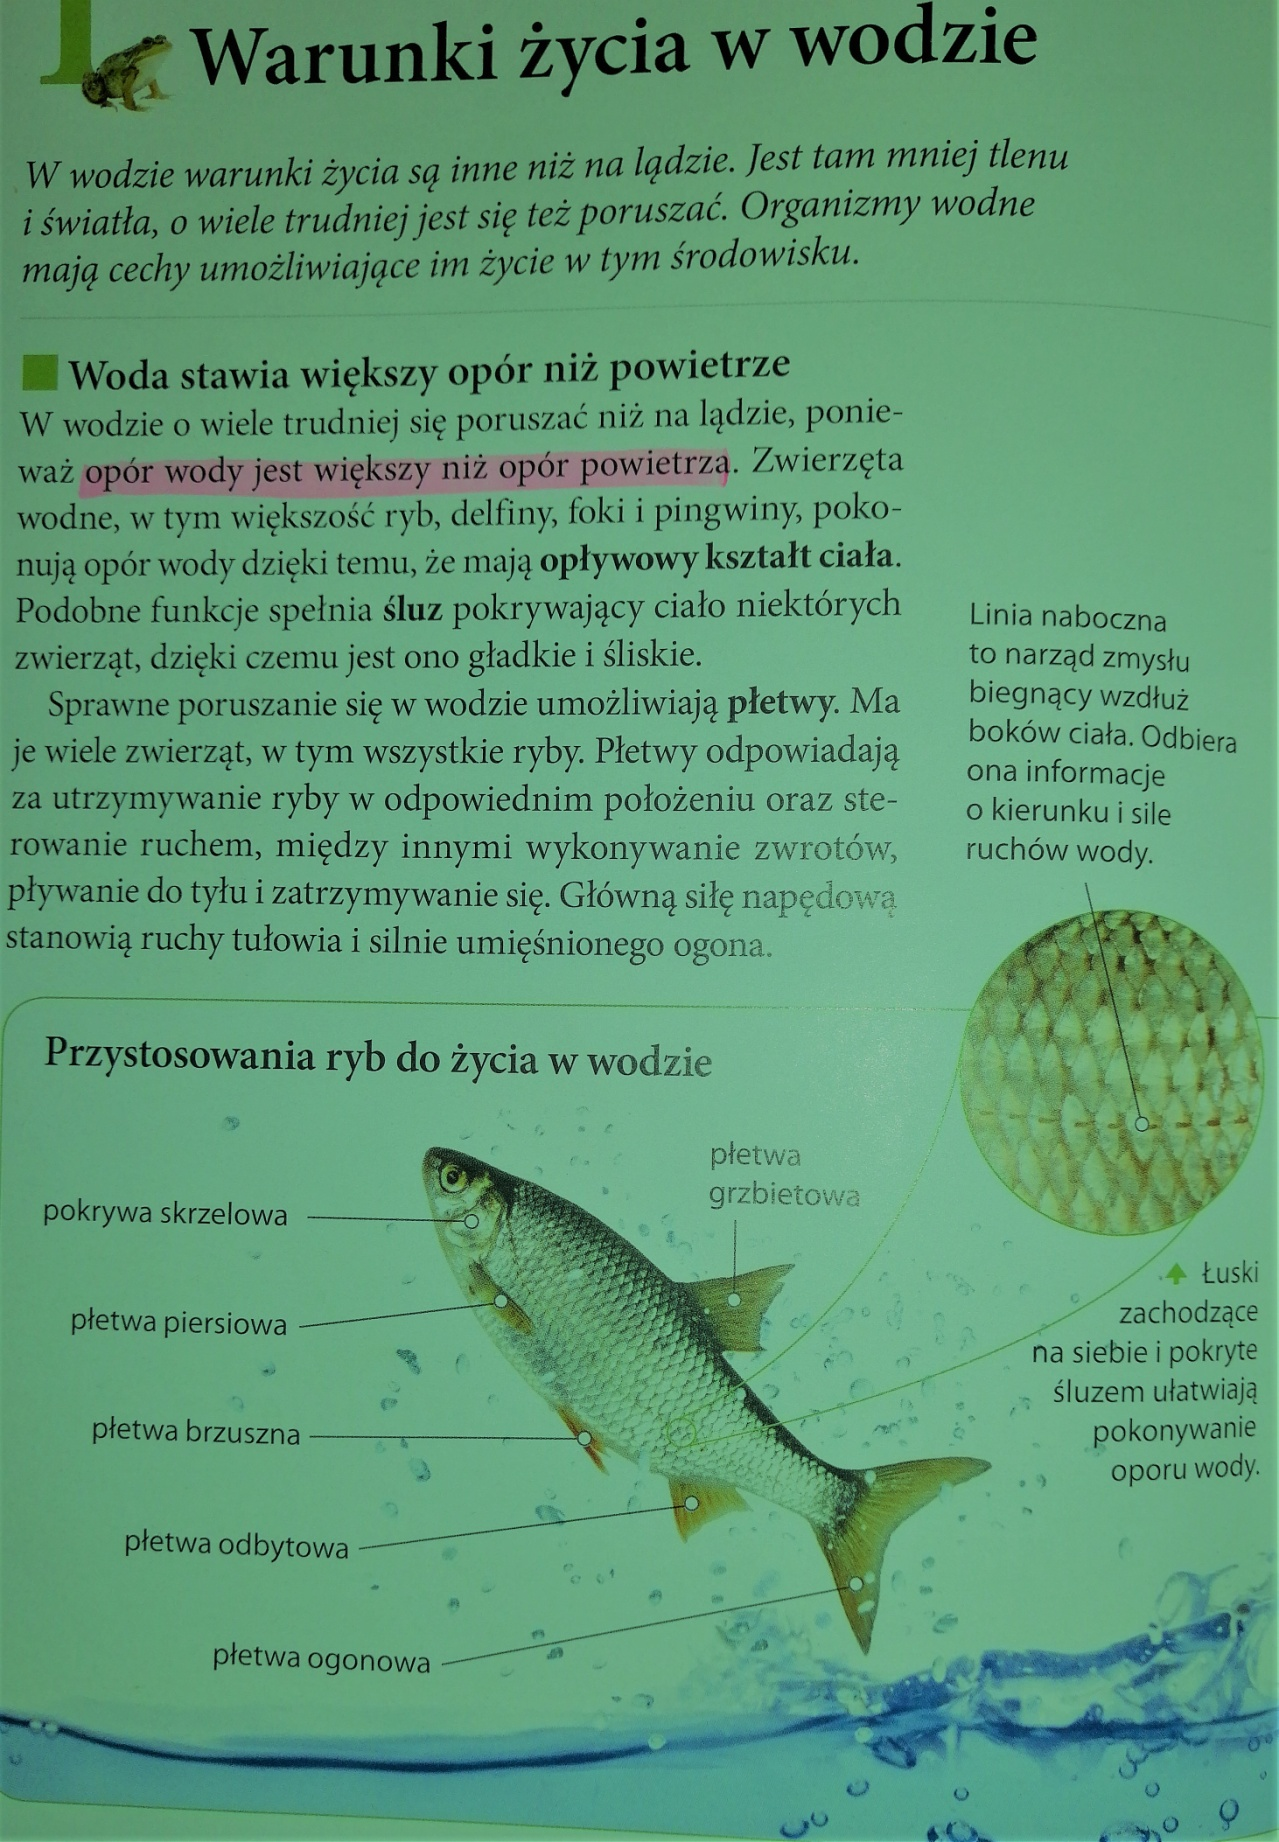 Warunki życia w wodzie
W wodzie warunki życia są inne niż na lądzie. Jest tam mniej tlenu
i światła, o wiele trudniej jest się też poruszać. Organizmy wodne
mają cechy umożliwiające im życie w tym środowisku.
Woda stawia większy opór niż powietrze
W wodzie o wiele trudniej się poruszać niż na lądzie, ponie-
waż opór wody jest większy niż opór powietrza. Zwierzęta
wodne, w tym większość ryb, delfiny, foki i pingwiny, poko-
nują opór wody dzięki temu, że mają opływowy kształt ciała.
Podobne funkcje spełnia śluz pokrywający ciało niektórych
zwierząt, dzięki czemu jest ono gładkie i śliskie.
Sprawne poruszanie się w wodzie umożliwiają płetwy. Ma
je wiele zwierząt, w tym wszystkie ryby. Płetwy odpowiadają
za utrzymywanie ryby w odpowiednim położeniu oraz ste-
rowanie ruchem, między innymi wykonywanie zwrotów,
pływanie do tyłu i zatrzymywanie się. Główną siłę napędową
stanowią ruchy tułowia i silnie umięśnionego ogona.
Linia naboczna
to narząd zmysłu
biegnący wzdłuż
boków ciała. Odbiera
ona informacje
o kierunku i sile
ruchów wody.
Przystosowania ryb do życia w wodzie
płetwa
grzbietowa
pokrywa skrzelowa
płetwa piersiowa
płetwa brzuszna
płetwa odbytowa
płetwa ogonowa
Łuski
zachodzące
na siebie i pokryte
śluzem ułatwiają
pokonywanie
oporu wody.